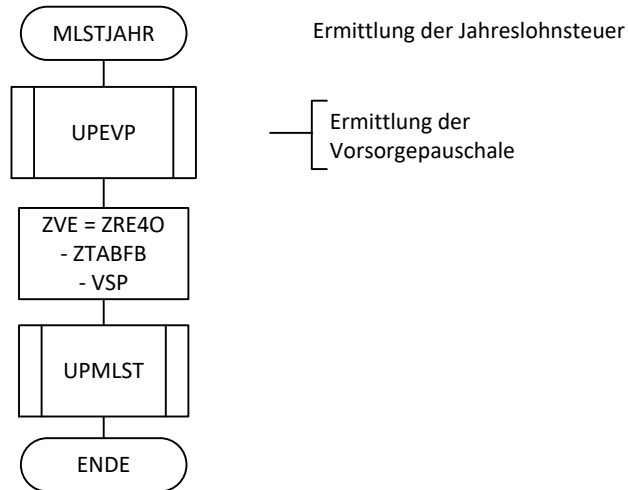 MLSTJAHR
Ermittlung der Jahreslohnsteuer
UPEVP
Ermittlung der
Vorsorgepauschale
ZVE = ZRE4O
- ZTABFB
- VSP
UPMLST
ENDE